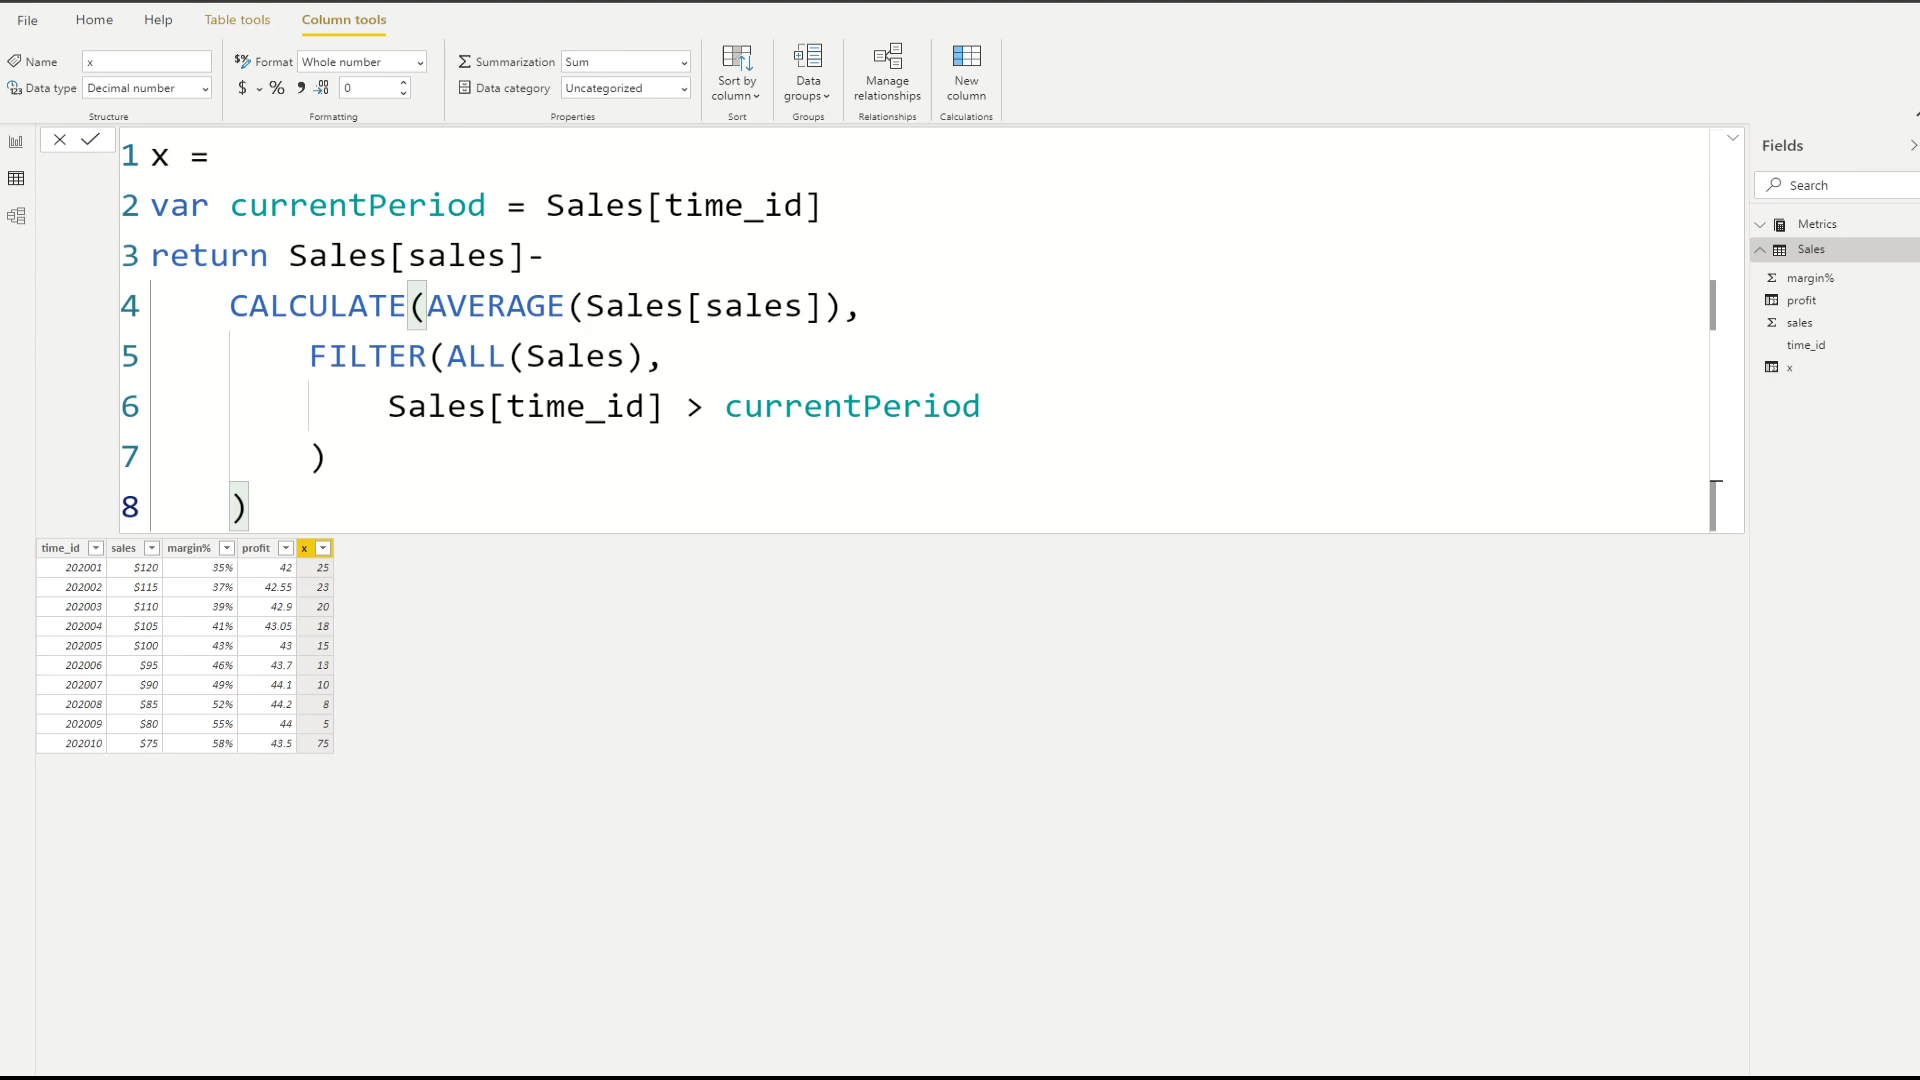 File Home Help Table tools Column tools
Name x Format Whole number Summarization Sum
Data type Decimal number $ % 0 Data category Uncategorized
Sort by column Data groups Manage relationships New column
Structure Formatting Properties Sort Groups Relationships Calculations
1 x =
2 var currentPeriod = Sales[time_id]
3 return Sales[sales]-
4 CALCULATE(AVERAGE(Sales[sales]),
5 FILTER(ALL(Sales),
6 Sales[time_id] > currentPeriod
7 )
8 )
time_id sales margin% profit x
202001 $120 35% 42 25
202002 $115 37% 42.55 23
202003 $110 39% 42.9 20
202004 $105 41% 43.05 18
202005 $100 43% 43 15
202006 $95 46% 43.7 13
202007 $90 49% 44.1 10
202008 $85 52% 44.2 8
202009 $80 55% 44 5
202010 $75 58% 43.5 75
Fields
Search
Metrics
Sales
margin%
profit
sales
time_id
x